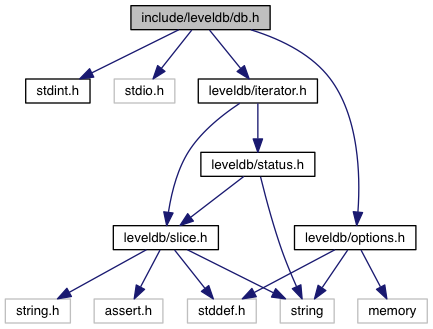 include/leveldb/db.h
stdint.h
stdio.h
leveldb/iterator.h
leveldb/status.h
leveldb/slice.h
leveldb/options.h
string.h
assert.h
stddef.h
string
memory